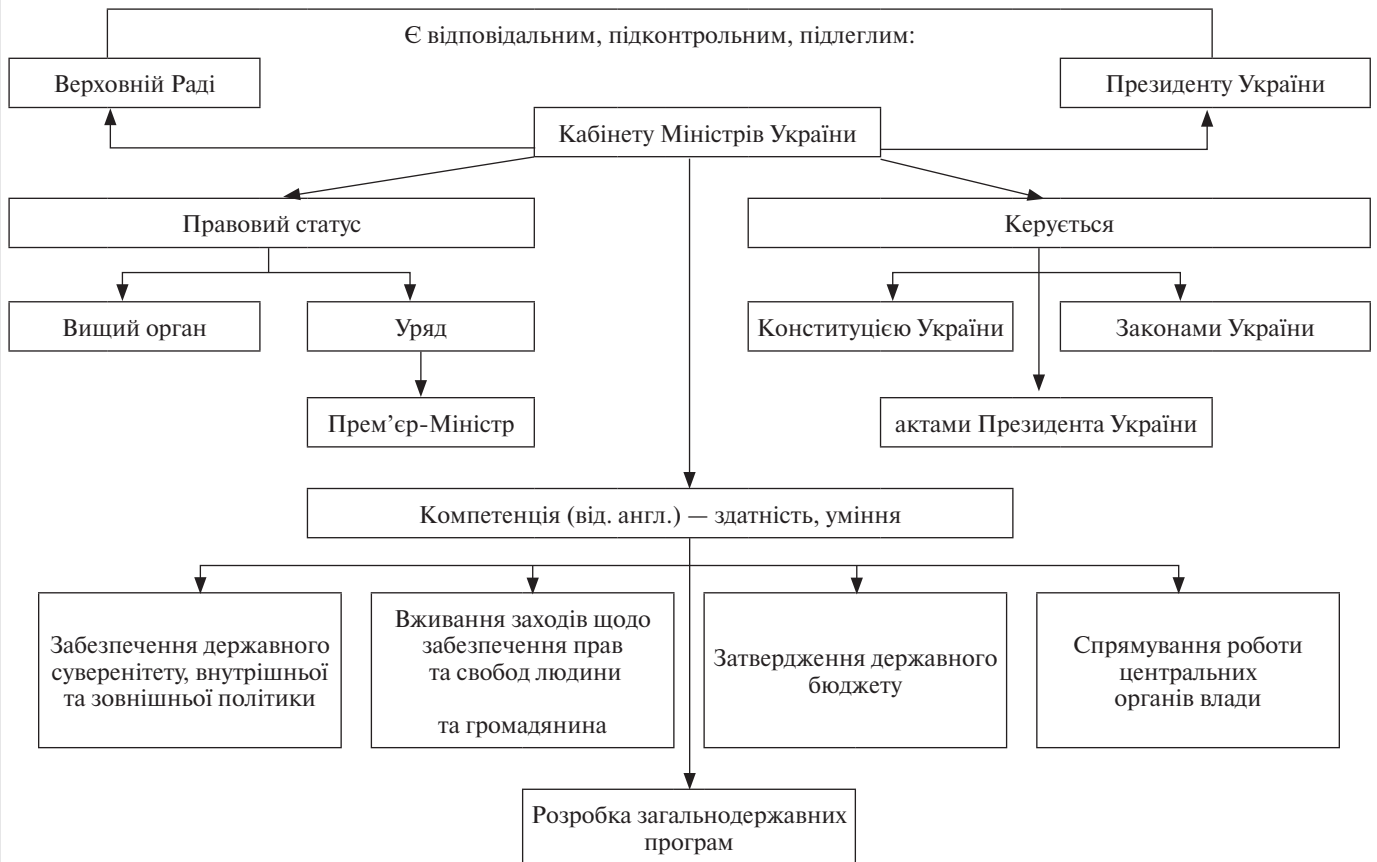 Є відповідальним, підконтрольним, підлеглим:
Верховній Раді
Президенту України
Кабінету Міністрів України
Правовий статус
Керується
Вищий орган
Уряд
Конституцією України
Законами України
Прем’єр-Міністр
актами Президента України
Компетенція (від. англ.) — здатність, уміння
Забезпечення державного
суверенітету, внутрішньої
та зовнішньої політики
Вживання заходів щодо
забезпечення прав
та свобод людини
та громадянина
Затвердження державного
бюджету
Спрямування роботи
центральних
органів влади
Розробка загальнодержавних
програм